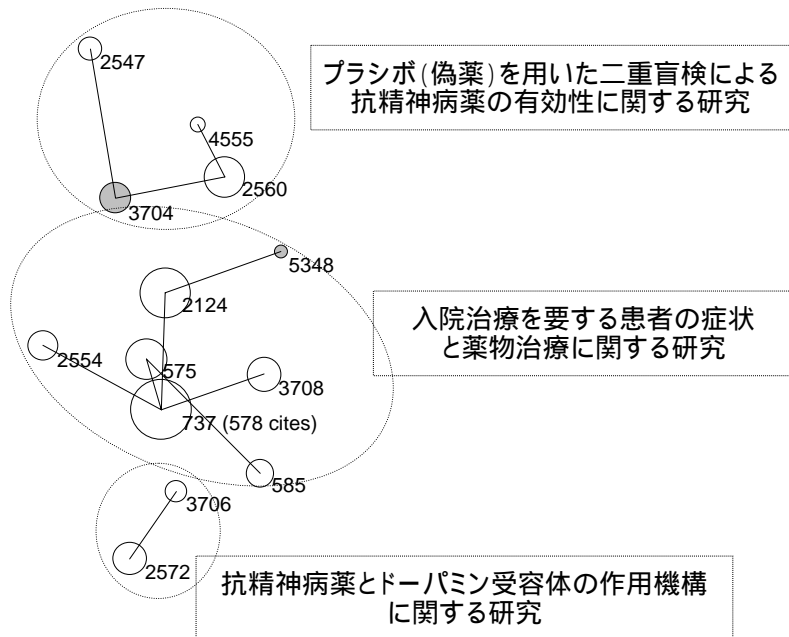 2547
プラシボ(偽薬)を用いた二重盲検による
抗精神病薬の有効性に関する研究
4555
2560
3704
5348
2124
入院治療を要する患者の症状
と薬物治療に関する研究
2554
575
3708
737 (578 cites)
585
3706
2572
抗精神病薬とドーパミン受容体の作用機構
に関する研究